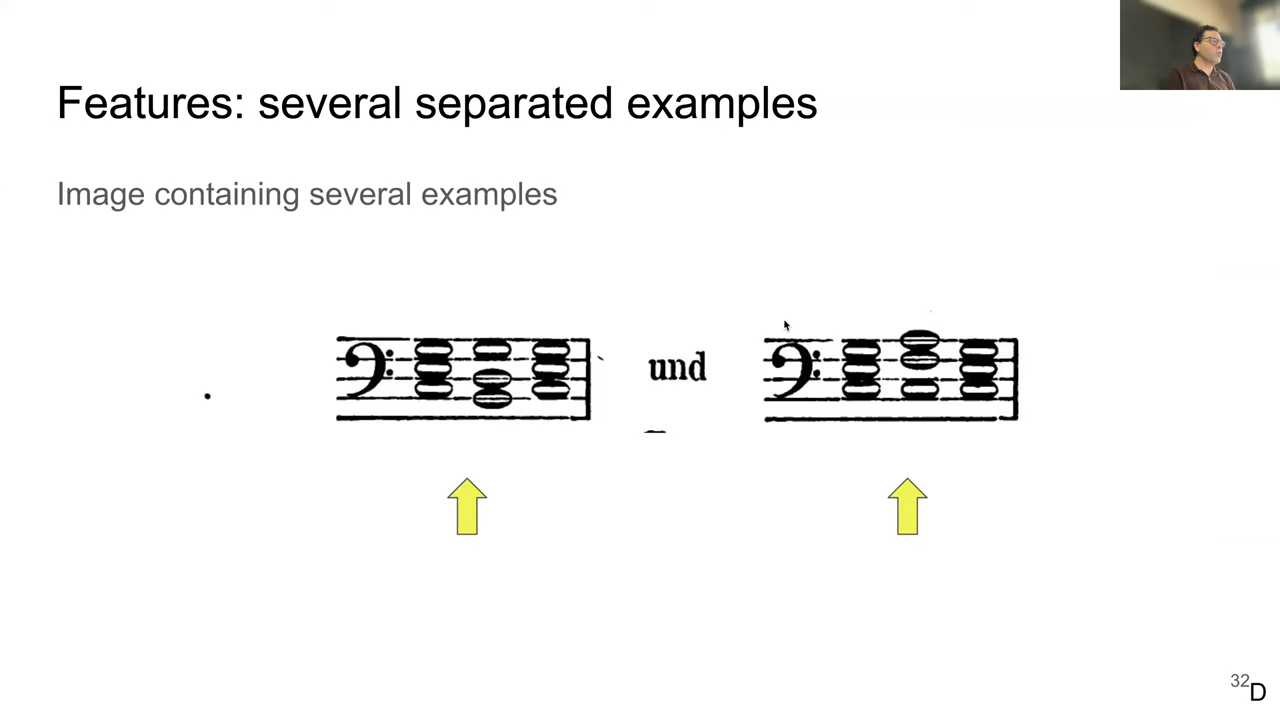 Features: several separated examples
Image containing several examples
und
32
D